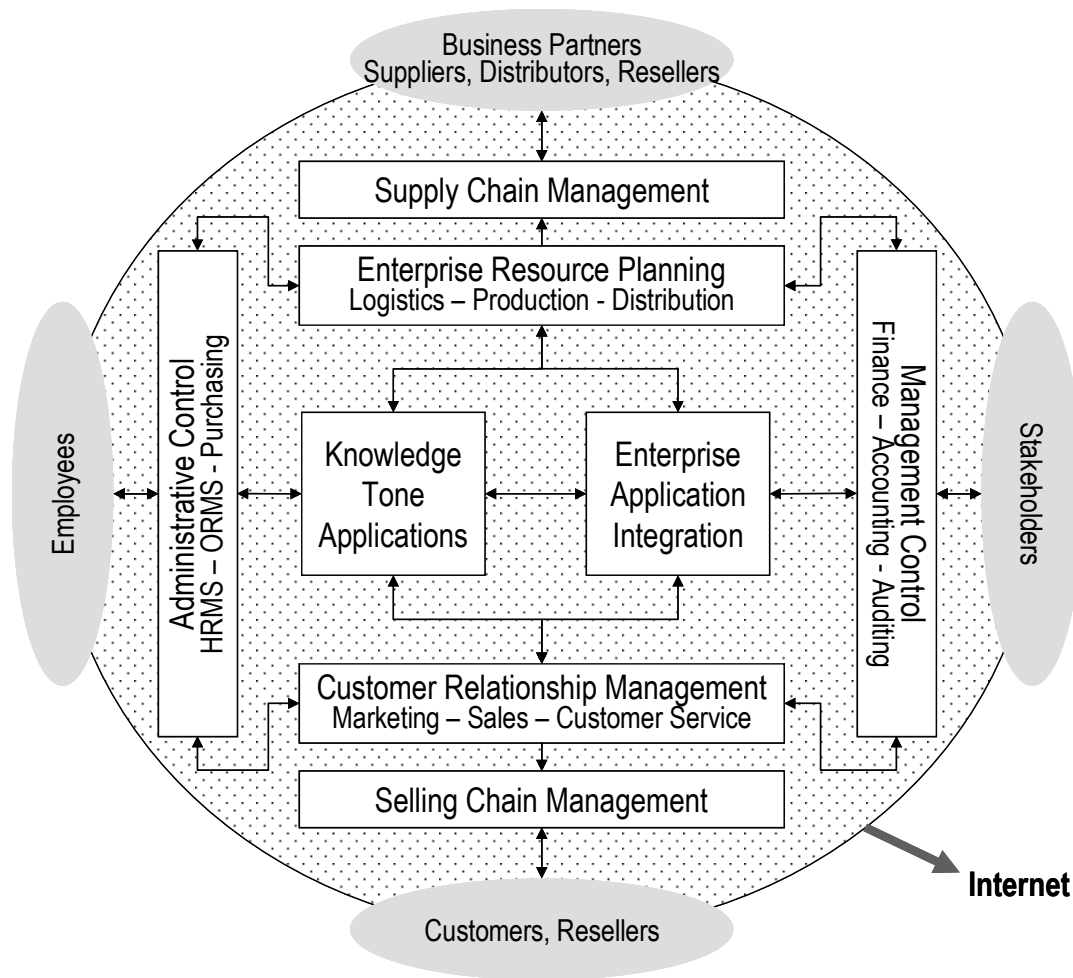 Business Partners
Suppliers, Distributors, Resellers
Supply Chain Management
Enterprise Resource Planning
Logistics – Production - Distribution
Employees
Administrative Control
HRMS – ORMS - Purchasing
Knowledge
Tone
Applications
Enterprise
Application
Integration
Management Control
Finance – Accounting - Auditing
Stakeholders
Customer Relationship Management
Marketing – Sales – Customer Service
Selling Chain Management
Internet
Customers, Resellers